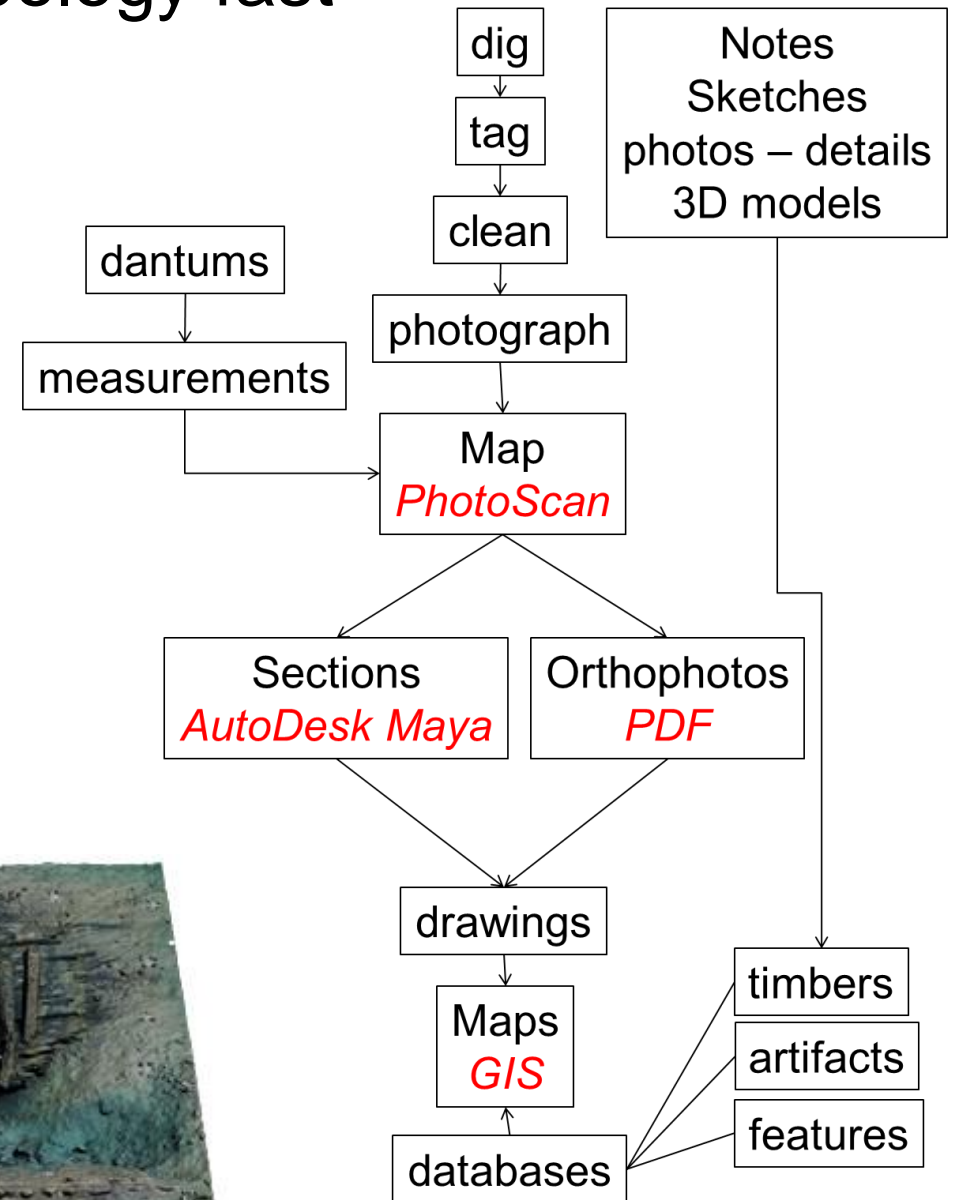 fast
dig
tag
clean
photograph
Notes
Sketches
photos – details
3D models
dantums
measurements
Map
PhotoScan
Sections
AutoDesk Maya
Orthophotos
PDF
drawings
Maps
GIS
databases
timbers
artifacts
features